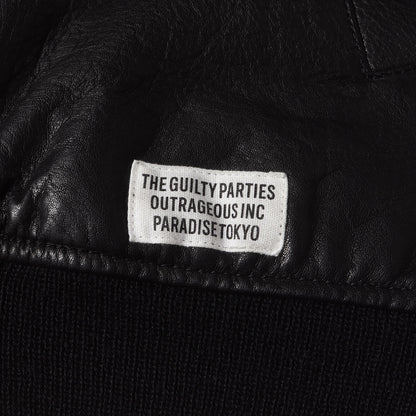 THE GUILTY PARTIES
OUTRAGEOUS INC
PARADISE TOKYO